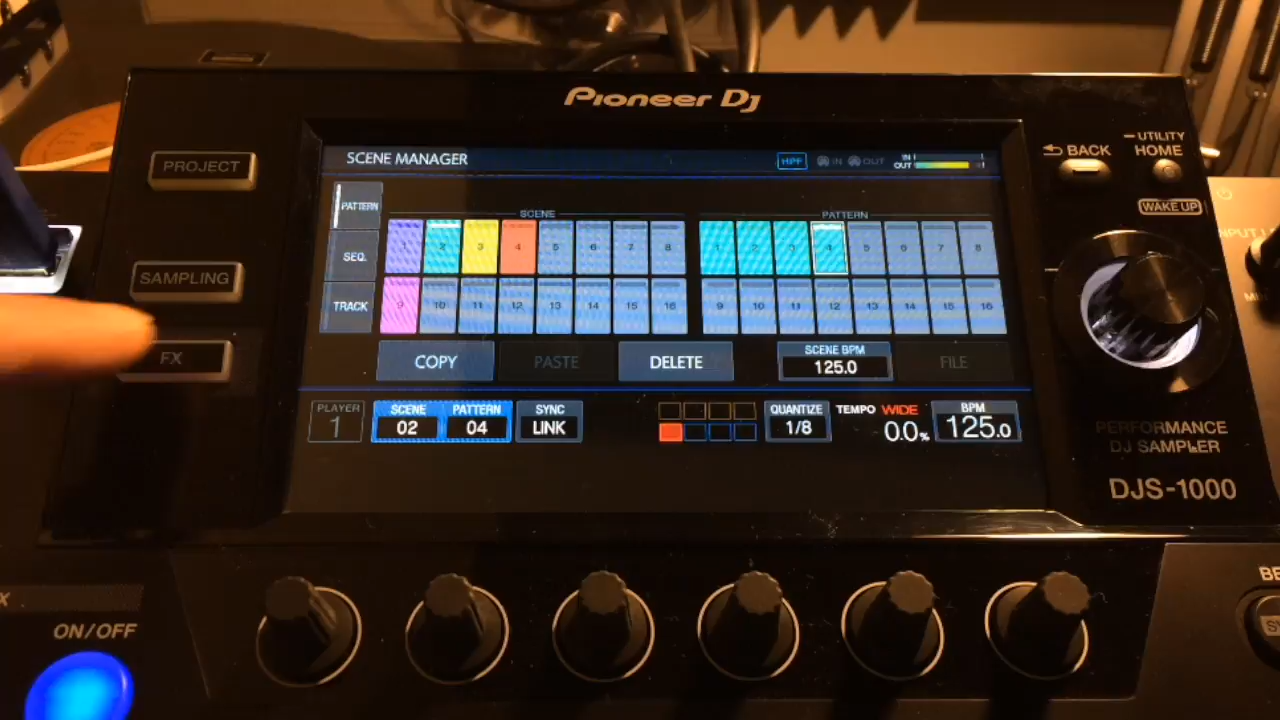 Pioneer DJ
PROJECT
SAMPLING
FX
SCENE MANAGER
HPF
IN
OUT
IN
OUT
PATTERN
SEQ.
TRACK
SCENE
1 2 3 4 5 6 7 8
9 10 11 12 13 14 15 16
PATTERN
1 2 3 4 5 6 7 8
9 10 11 12 13 14 15 16
COPY
PASTE
DELETE
SCENE BPM
125.0
FILE
PLAYER
1
SCENE
02
PATTERN
04
SYNC
LINK
QUANTIZE
1/8
TEMPO WIDE
0.0%
BPM
125.0
BACK
UTILITY
HOME
WAKE UP
PERFORMANCE
DJ SAMPLER
DJS-1000
ON/OFF